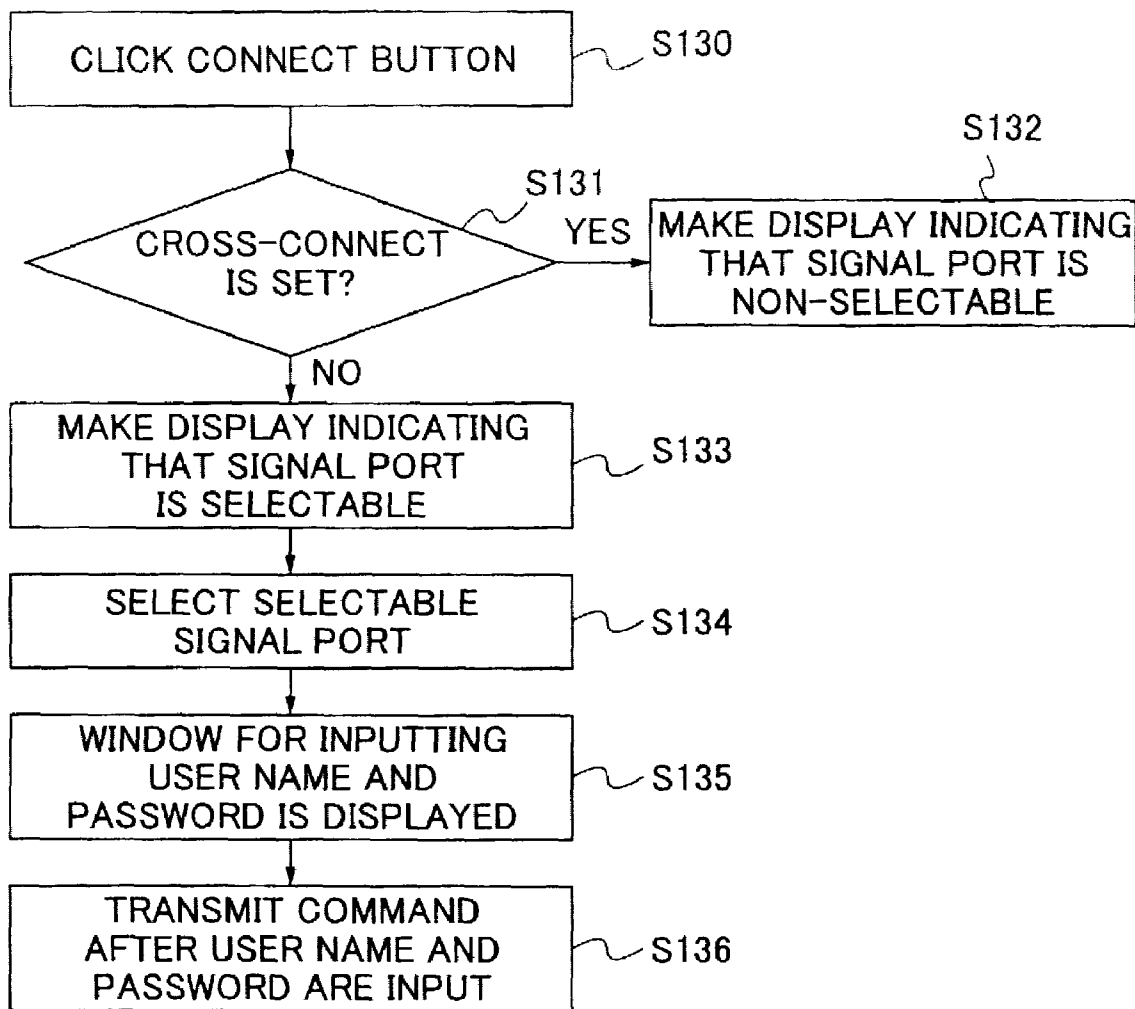 CLICK CONNECT BUTTON
S130
S132
S131
CROSS-CONNECT
IS SET?
YES
MAKE DISPLAY INDICATING
THAT SIGNAL PORT IS
NON-SELECTABLE
NO
MAKE DISPLAY INDICATING
THAT SIGNAL PORT
IS SELECTABLE
S133
SELECT SELECTABLE
SIGNAL PORT
S134
WINDOW FOR INPUTTING
USER NAME AND
PASSWORD IS DISPLAYED
S135
TRANSMIT COMMAND
AFTER USER NAME AND
PASSWORD ARE INPUT
S136